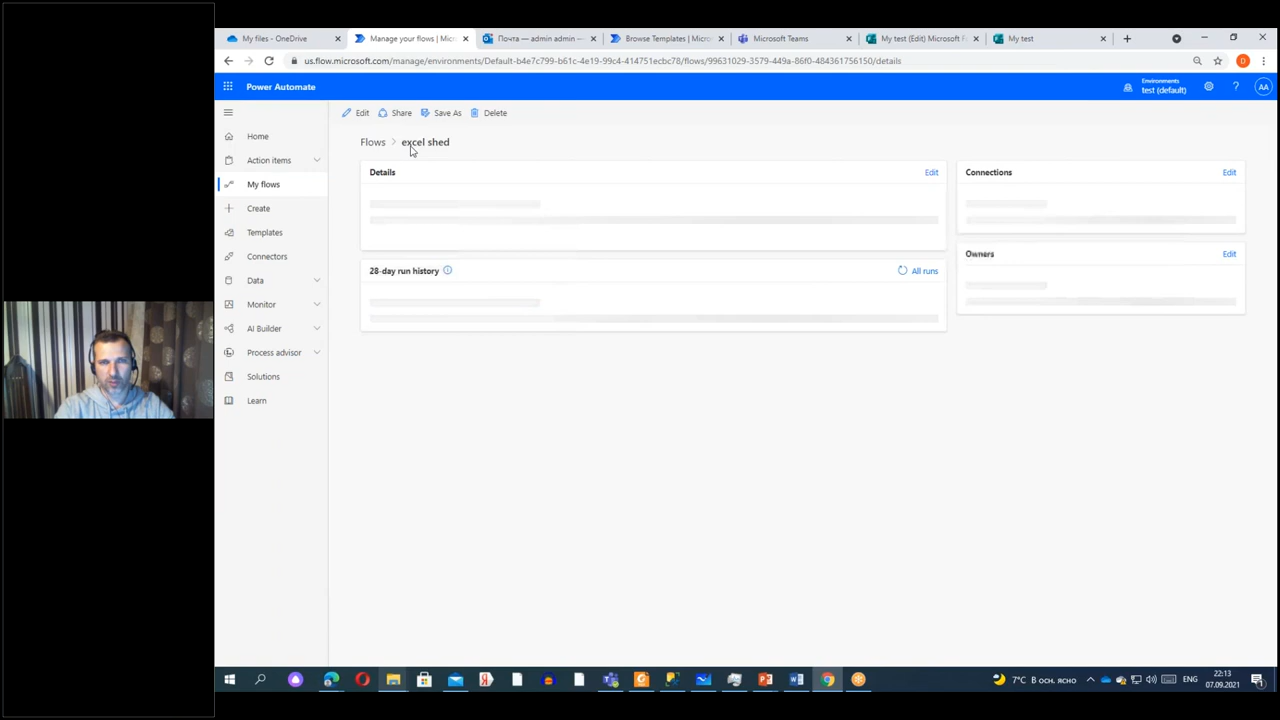 My files - OneDrive
Manage your flows | Micr
Почта — admin admin —
Browse Templates | Micro
Microsoft Teams
My test (Edit) Microsoft F
My test
us.flow.microsoft.com/manage/environments/Default-b4e7c799-b61c-4e19-99c4-414751ecbc78/flows/99631029-3579-449a-86f0-484361756150/details
D
Power Automate
Environments
test (default)
AA
Edit
Share
Save As
Delete
Home
Action items
My flows
Create
Templates
Connectors
Data
Monitor
AI Builder
Process advisor
Solutions
Learn
Flows > excel shed
Details
Edit
28-day run history
All runs
Connections
Edit
Owners
Edit
7°C В осн. ясно
ENG
22:13
07.09.2021